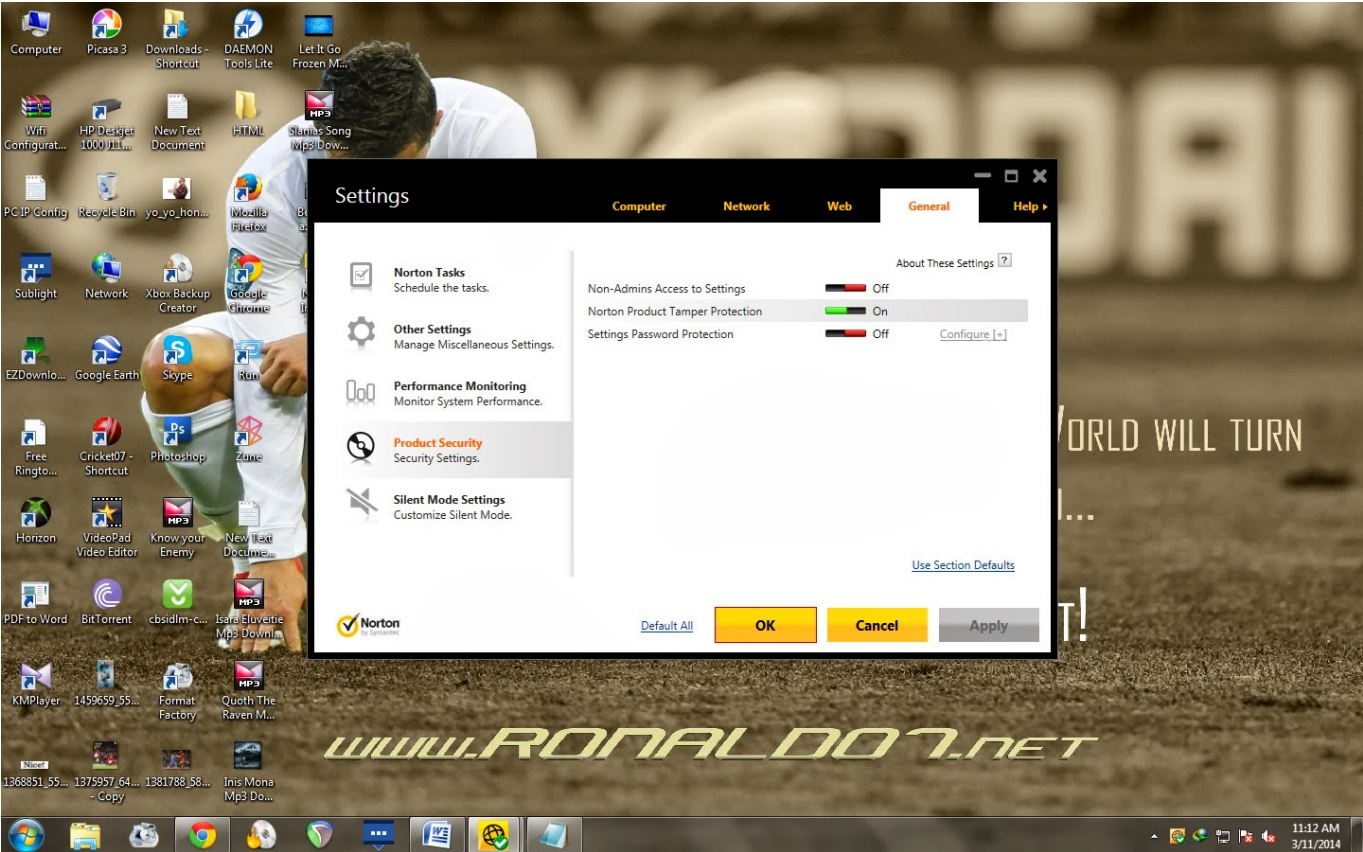 Computer
Picasa 3
Downloads - Shortcut
DAEMON Tools Lite
Let It Go Frozen M...
Wifi Configurat...
HP Deskjet 1000 J11...
New Text Document
HTML
Slanias Song Mp3 Dow...
PC IP Config
Recycle Bin
yo_yo_hon...
Mozilla Firefox
Sublight
Network
Xbox Backup Creator
Google Chrome
EZDownlo...
Google Earth
Skype
Run
Free Ringto...
Cricket07 - Shortcut
Photoshop
Zune
Horizon
VideoPad Video Editor
Know your Enemy
New Text Docume...
PDF to Word
BitTorrent
cbsidlm-c...
Isara Eluveitie Mp3 Downl...
KMPlayer
1459659_55...
Format Factory
Quoth The Raven M...
Nice!
1368851_55...
1375957_64... - Copy
1381788_58...
Inis Mona Mp3 Do...
Settings
Computer
Network
Web
General
Help
About These Settings ?
Norton Tasks
Schedule the tasks.
Other Settings
Manage Miscellaneous Settings.
Performance Monitoring
Monitor System Performance.
Product Security
Security Settings.
Silent Mode Settings
Customize Silent Mode.
Non-Admins Access to Settings Off
Norton Product Tamper Protection On
Settings Password Protection Off Configure [+]
Use Section Defaults
Norton
by Symantec
Default All
OK
Cancel
Apply
WORLD WILL TURN
www.RONALDO7.NET
11:12 AM
3/11/2014